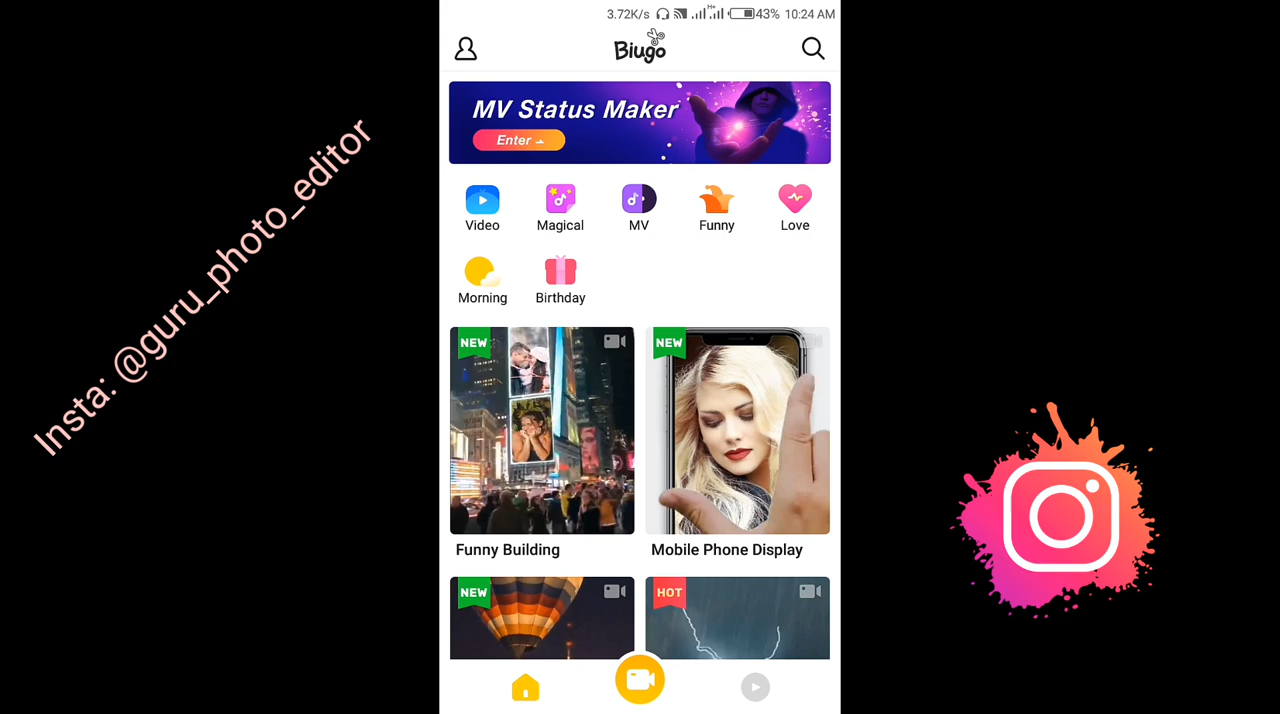 3.72K/s H+ 43% 10:24 AM
Biugo
MV Status Maker
Enter
Video Magical MV Funny Love
Morning Birthday
NEW NEW
Funny Building Mobile Phone Display
NEW HOT
Insta: @guru_photo_editor